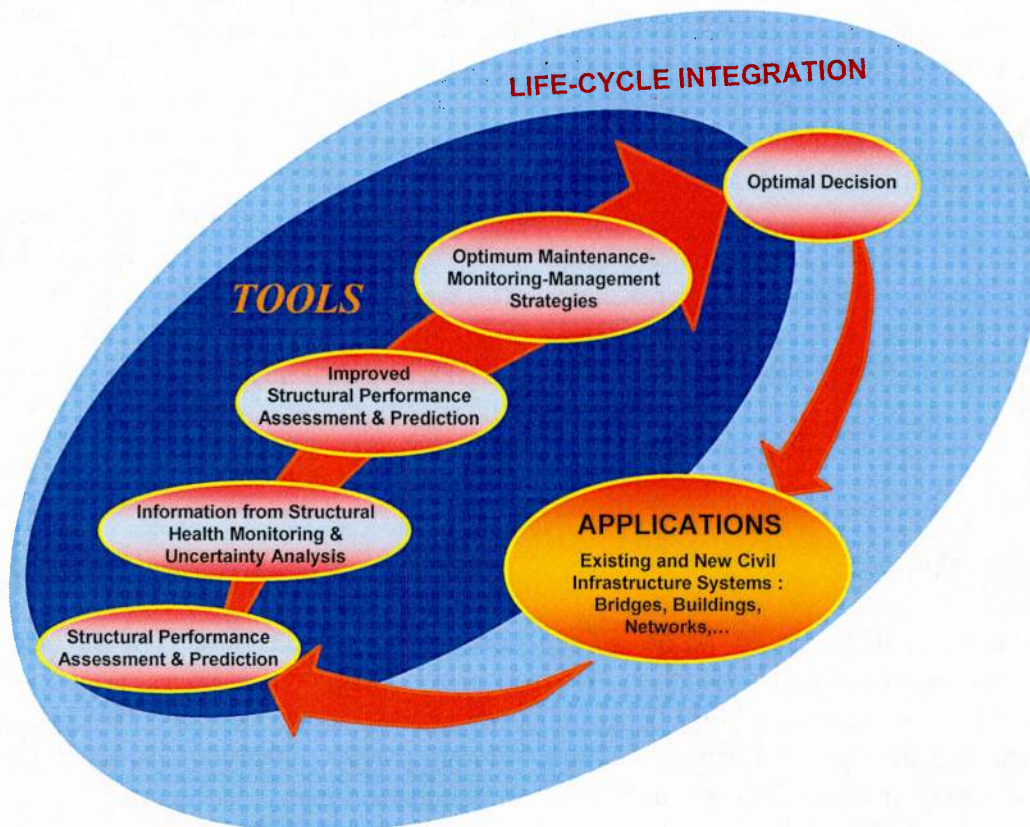 LIFE-CYCLE INTEGRATION
Optimal Decision
Optimum Maintenance-
Monitoring-Management
Strategies
TOOLS
Improved
Structural Performance
Assessment & Prediction
Information from Structural
Health Monitoring &
Uncertainty Analysis
APPLICATIONS
Existing and New Civil
Infrastructure Systems :
Bridges, Buildings,
Networks,...
Structural Performance
Assessment & Prediction